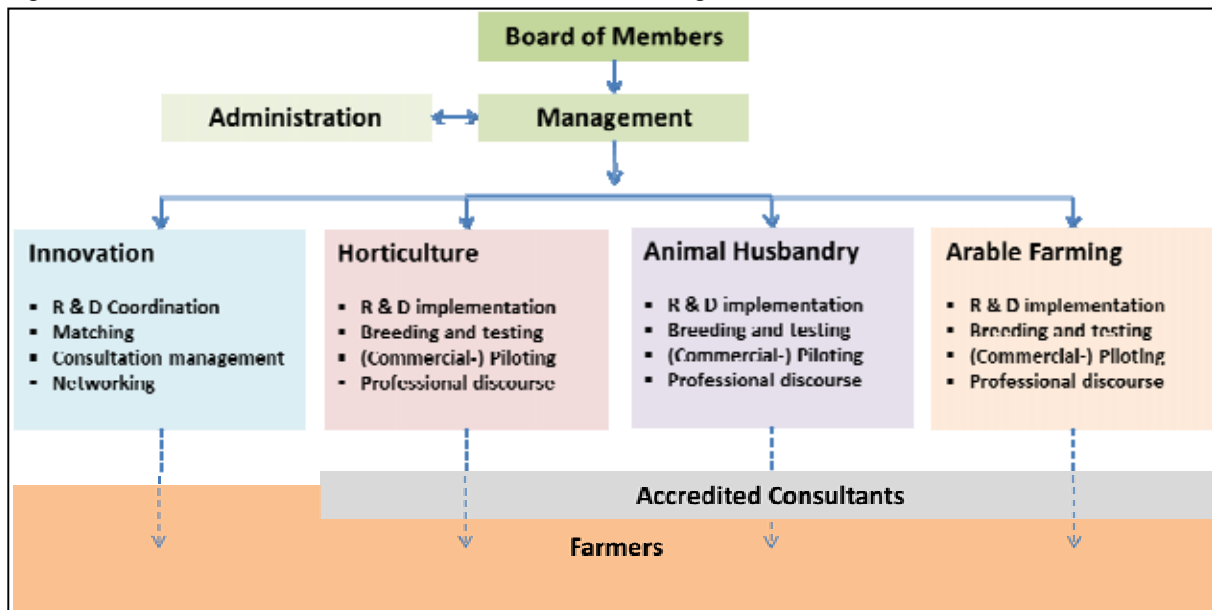 Board of Members
Administration
Management
Innovation
▪ R & D Coordination
▪ Matching
▪ Consultation management
▪ Networking
Horticulture
▪ R & D implementation
▪ Breeding and testing
▪ (Commercial-) Piloting
▪ Professional discourse
Animal Husbandry
▪ R & D implementation
▪ Breeding and testing
▪ (Commercial-) Piloting
▪ Professional discourse
Arable Farming
▪ R & D implementation
▪ Breeding and testing
▪ (Commercial-) Piloting
▪ Professional discourse
Accredited Consultants
Farmers